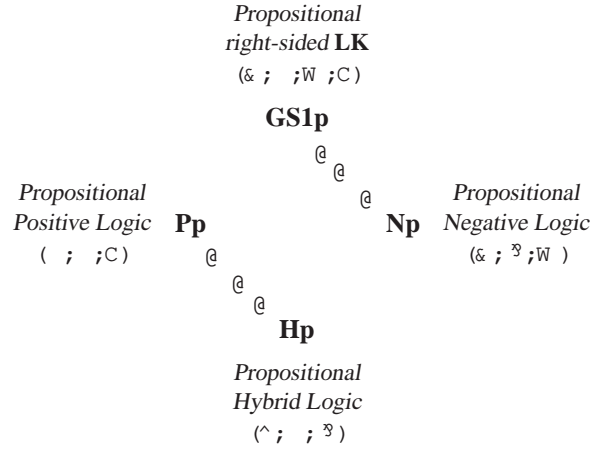 Propositional
right-sided LK
(& ; ;W ;C)
GS1p
@
@
@
Propositional
Positive Logic
( ; ;C)
Pp
Np
Propositional
Negative Logic
(& ; ⅋ ;W )
@
@
@
Hp
Propositional
Hybrid Logic
(^ ; ; ⅋ )